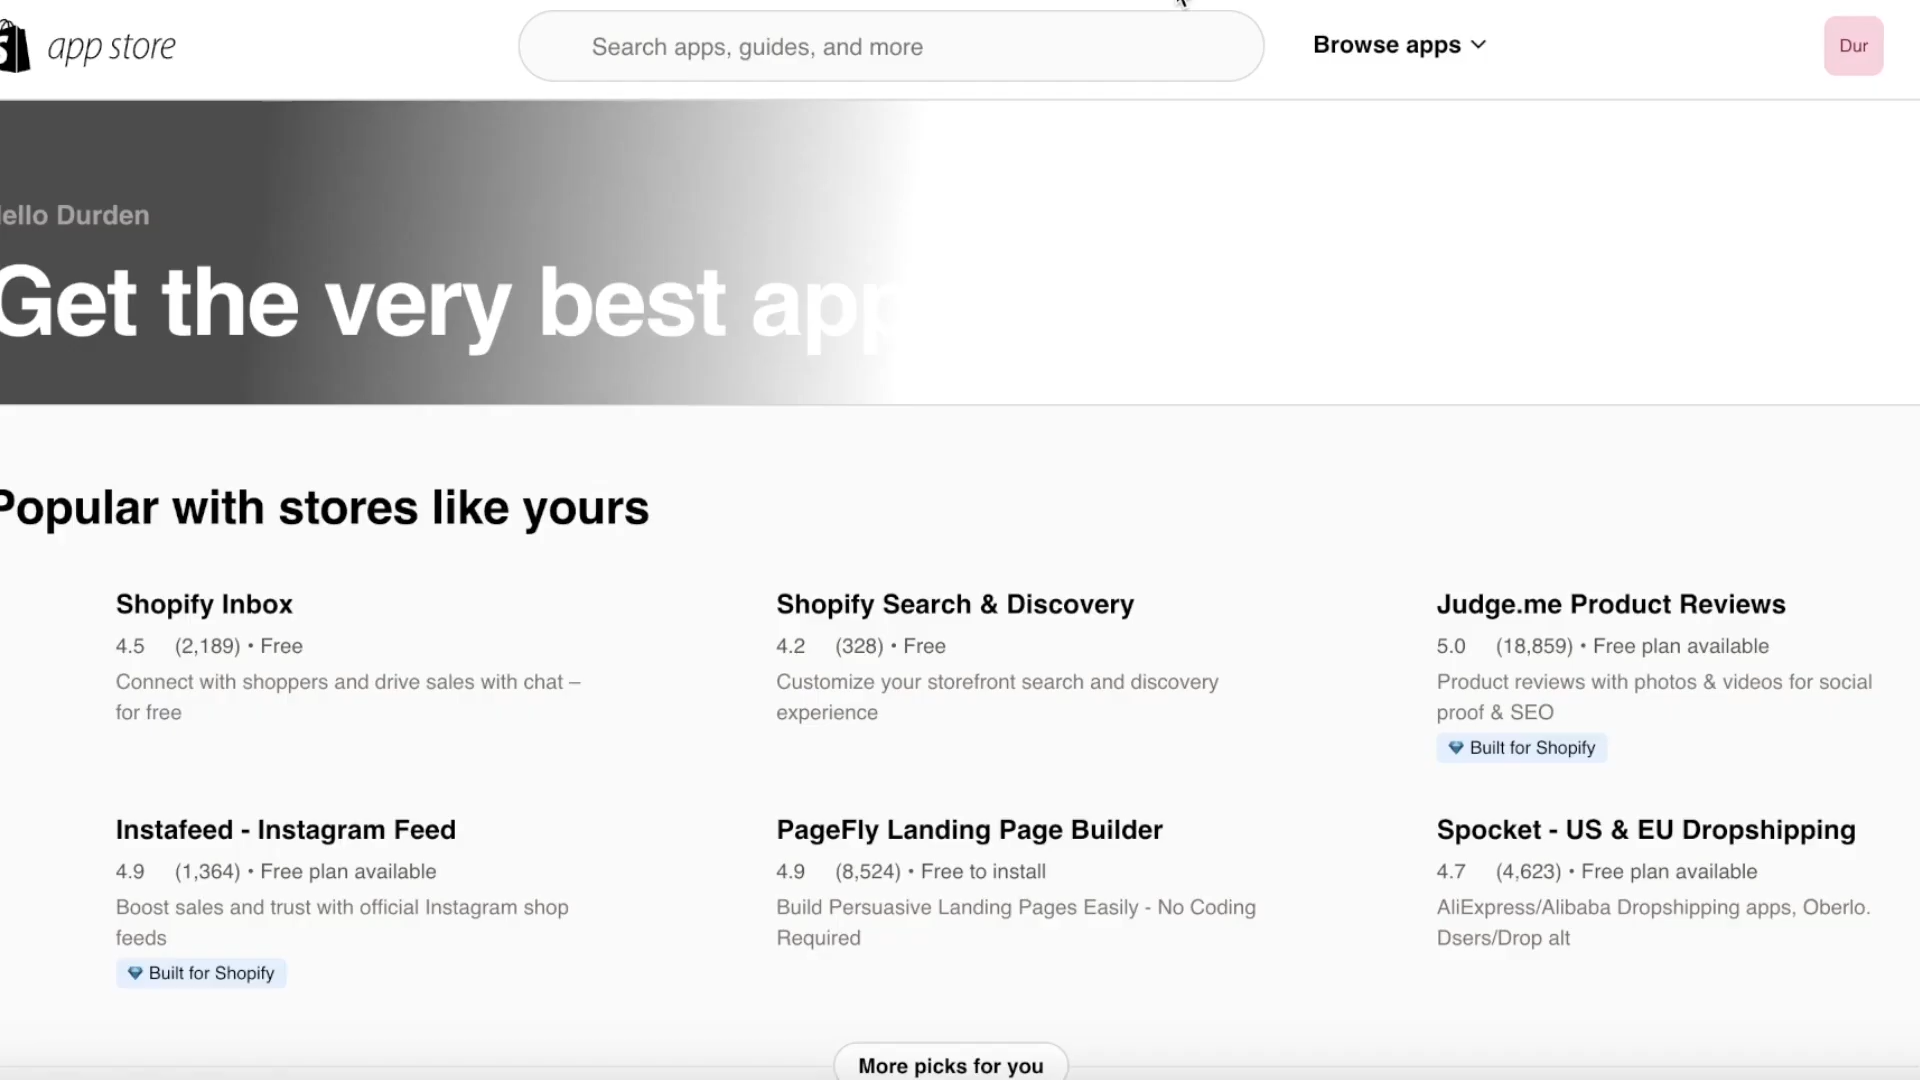 app store
Search apps, guides, and more
Browse apps
Dur
ello Durden
Get the very best app
Popular with stores like yours
Shopify Inbox
4.5 (2,189) • Free
Connect with shoppers and drive sales with chat –
for free
Shopify Search & Discovery
4.2 (328) • Free
Customize your storefront search and discovery
experience
Judge.me Product Reviews
5.0 (18,859) • Free plan available
Product reviews with photos & videos for social
proof & SEO
Built for Shopify
Instafeed - Instagram Feed
4.9 (1,364) • Free plan available
Boost sales and trust with official Instagram shop
feeds
Built for Shopify
PageFly Landing Page Builder
4.9 (8,524) • Free to install
Build Persuasive Landing Pages Easily - No Coding
Required
Spocket - US & EU Dropshipping
4.7 (4,623) • Free plan available
AliExpress/Alibaba Dropshipping apps, Oberlo.
Dsers/Drop alt
More picks for you